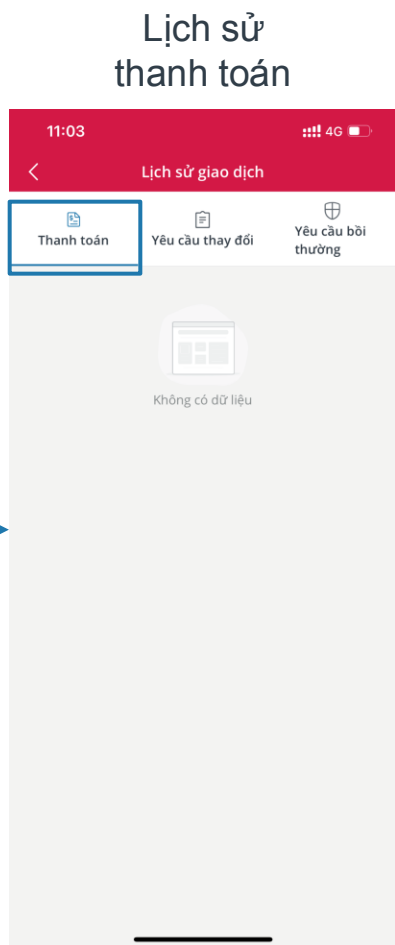 Lịch sử
thanh toán
11:03
4G
Lịch sử giao dịch
Thanh toán
Yêu cầu thay đổi
Yêu cầu bồi
thường
Không có dữ liệu